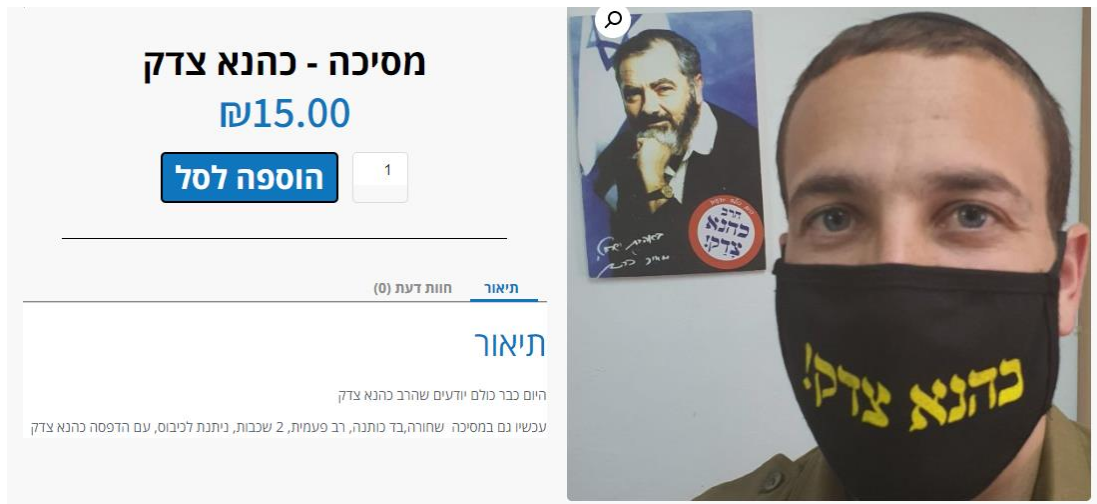 מסיכה - כהנא צדק
₪15.00
1
הוספה לסל
תיאור
חוות דעת (0)
תיאור
היום כבר כולם יודעים שהרב כהנא צדק
עכשיו גם במסיכה שחורה,בד כותנה, רב פעמית, 2 שכבות, ניתנת לכיבוס, עם הדפסה כהנא צדק
הרב
כהנא
צדק!
כהנא צדק!